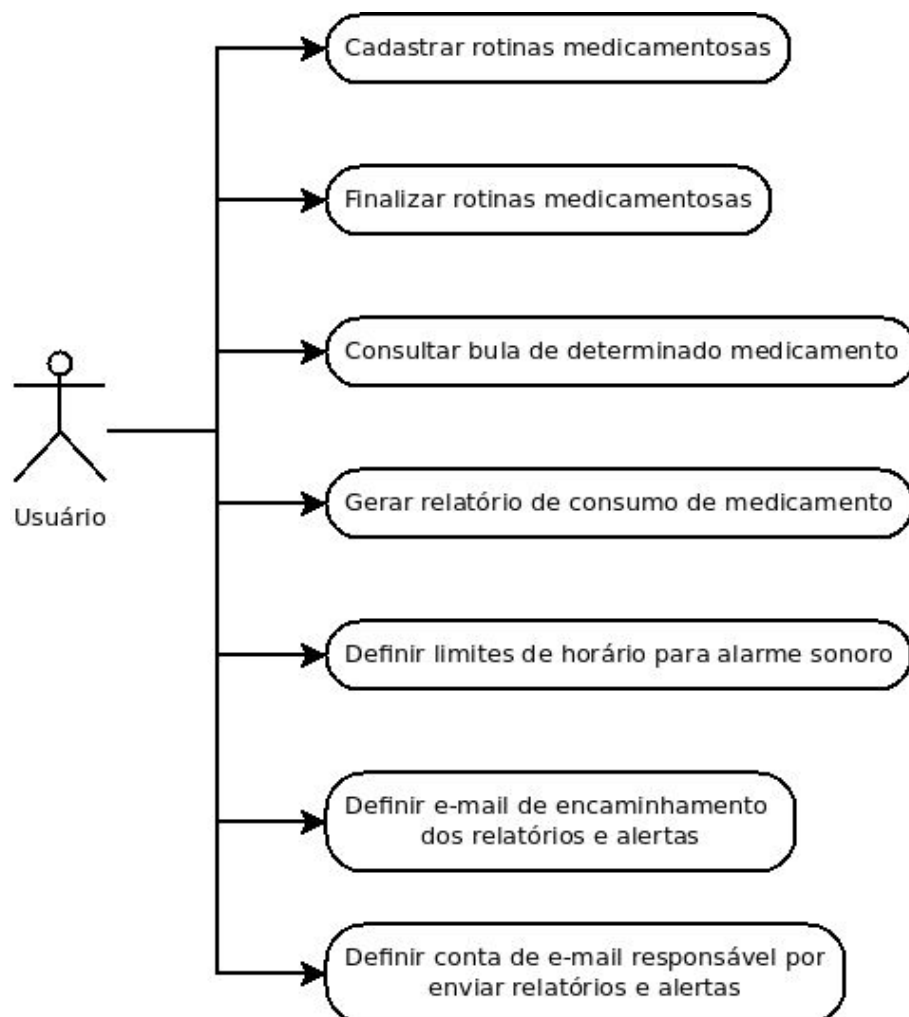 Cadastrar rotinas medicamentosas
Finalizar rotinas medicamentosas
Consultar bula de determinado medicamento
Usuário
Gerar relatório de consumo de medicamento
Definir limites de horário para alarme sonoro
Definir e-mail de encaminhamento
dos relatórios e alertas
Definir conta de e-mail responsável por
enviar relatórios e alertas